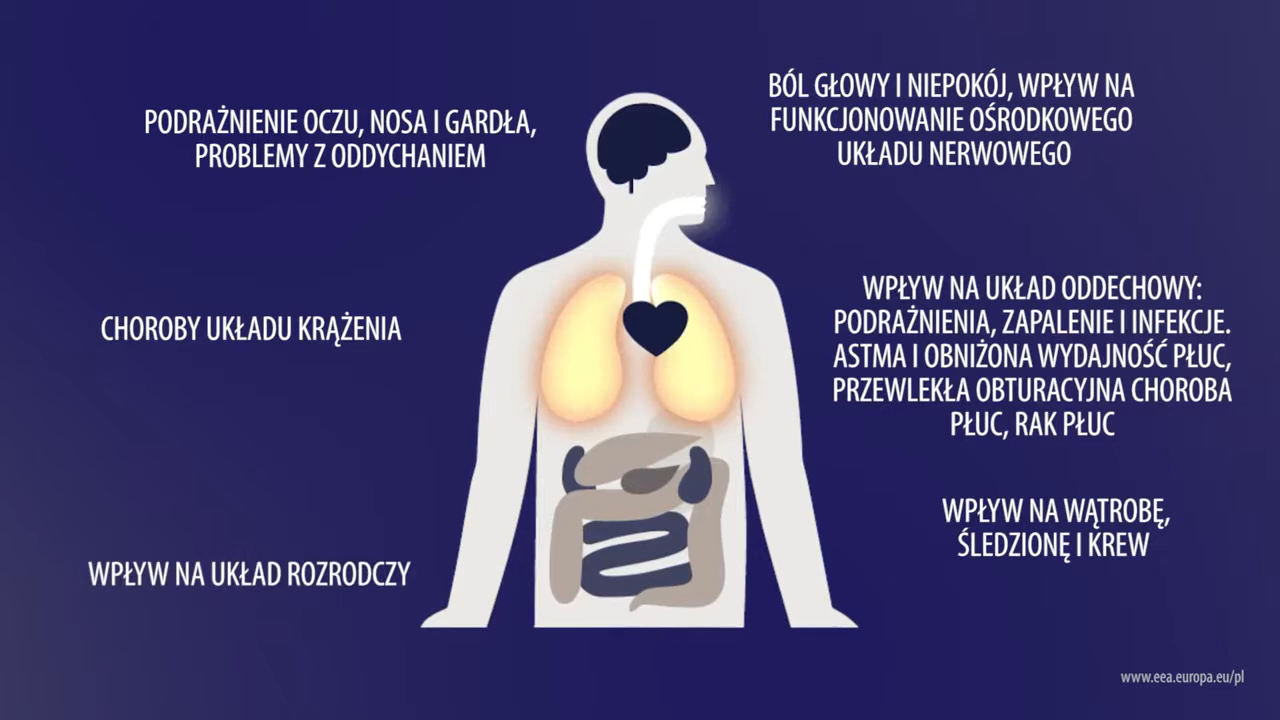 PODRAŻNIENIE OCZU, NOSA I GARDŁA,
PROBLEMY Z ODDYCHANIEM
BÓL GŁOWY I NIEPOKÓJ, WPŁYW NA
FUNKCJONOWANIE OŚRODKOWEGO
UKŁADU NERWOWEGO
CHOROBY UKŁADU KRĄŻENIA
WPŁYW NA UKŁAD ODDECHOWY:
PODRAŻNIENIA, ZAPALENIE I INFEKCJE.
ASTMA I OBNIŻONA WYDAJNOŚĆ PŁUC,
PRZEWLEKŁA OBTURACYJNA CHOROBA
PŁUC, RAK PŁUC
WPŁYW NA WĄTROBĘ,
ŚLEDZIONĘ I KREW
WPŁYW NA UKŁAD ROZRODCZY
www.eea.europa.eu/pl